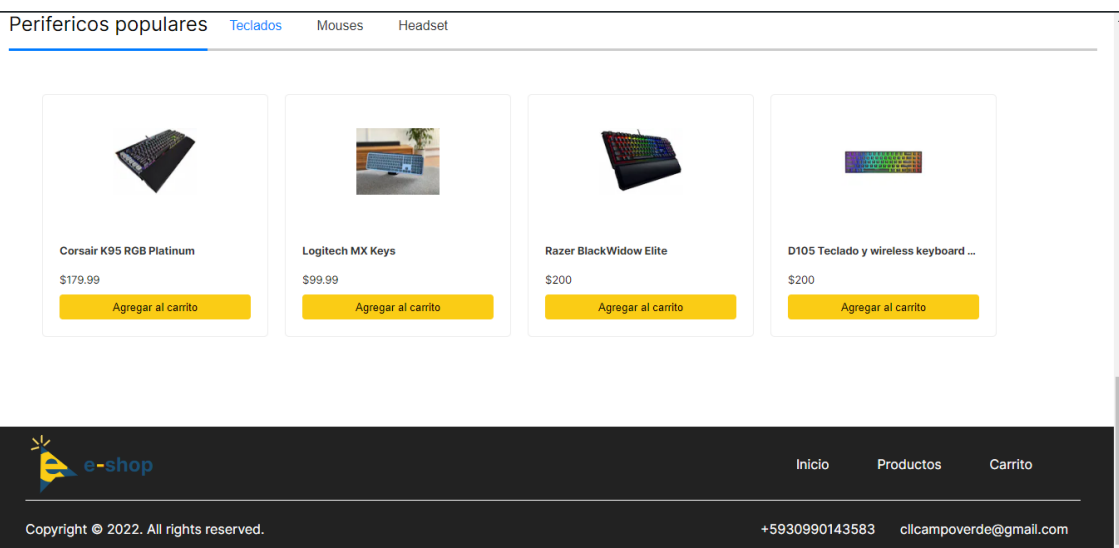 Perifericos populares Teclados Mouses Headset
Corsair K95 RGB Platinum
$179.99
Agregar al carrito
Logitech MX Keys
$99.99
Agregar al carrito
Razer BlackWidow Elite
$200
Agregar al carrito
D105 Teclado y wireless keyboard ...
$200
Agregar al carrito
e e-shop
Inicio Productos Carrito
Copyright © 2022. All rights reserved.
+5930990143583 cllcampoverde@gmail.com